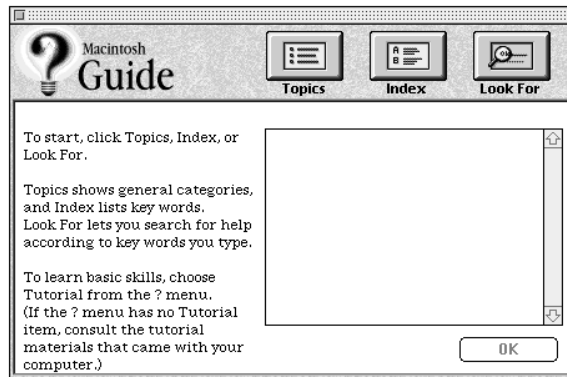 Macintosh
Guide
Topics
Index
Look For
To start, click Topics, Index, or
Look For.
Topics shows general categories,
and Index lists key words.
Look For lets you search for help
according to key words you type.
To learn basic skills, choose
Tutorial from the ? menu.
(If the ? menu has no Tutorial
item, consult the tutorial
materials that came with your
computer.)
OK